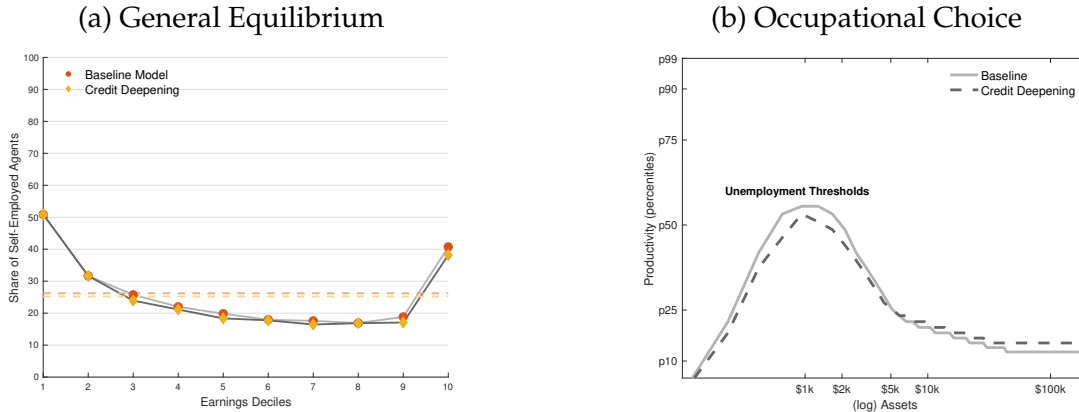 (a) General Equilibrium
100
90
80
70
60
50
40
30
20
10
0
1 2 3 4 5 6 7 8 9 10
Share of Self-Employed Agents
Earnings Deciles
Baseline Model
Credit Deepening
(b) Occupational Choice
p99
p90
p75
p50
p25
p10
$1k $2k $5k $10k $100k
Productivity (percenitles)
(log) Assets
Baseline
Credit Deepening
Unemployment Thresholds